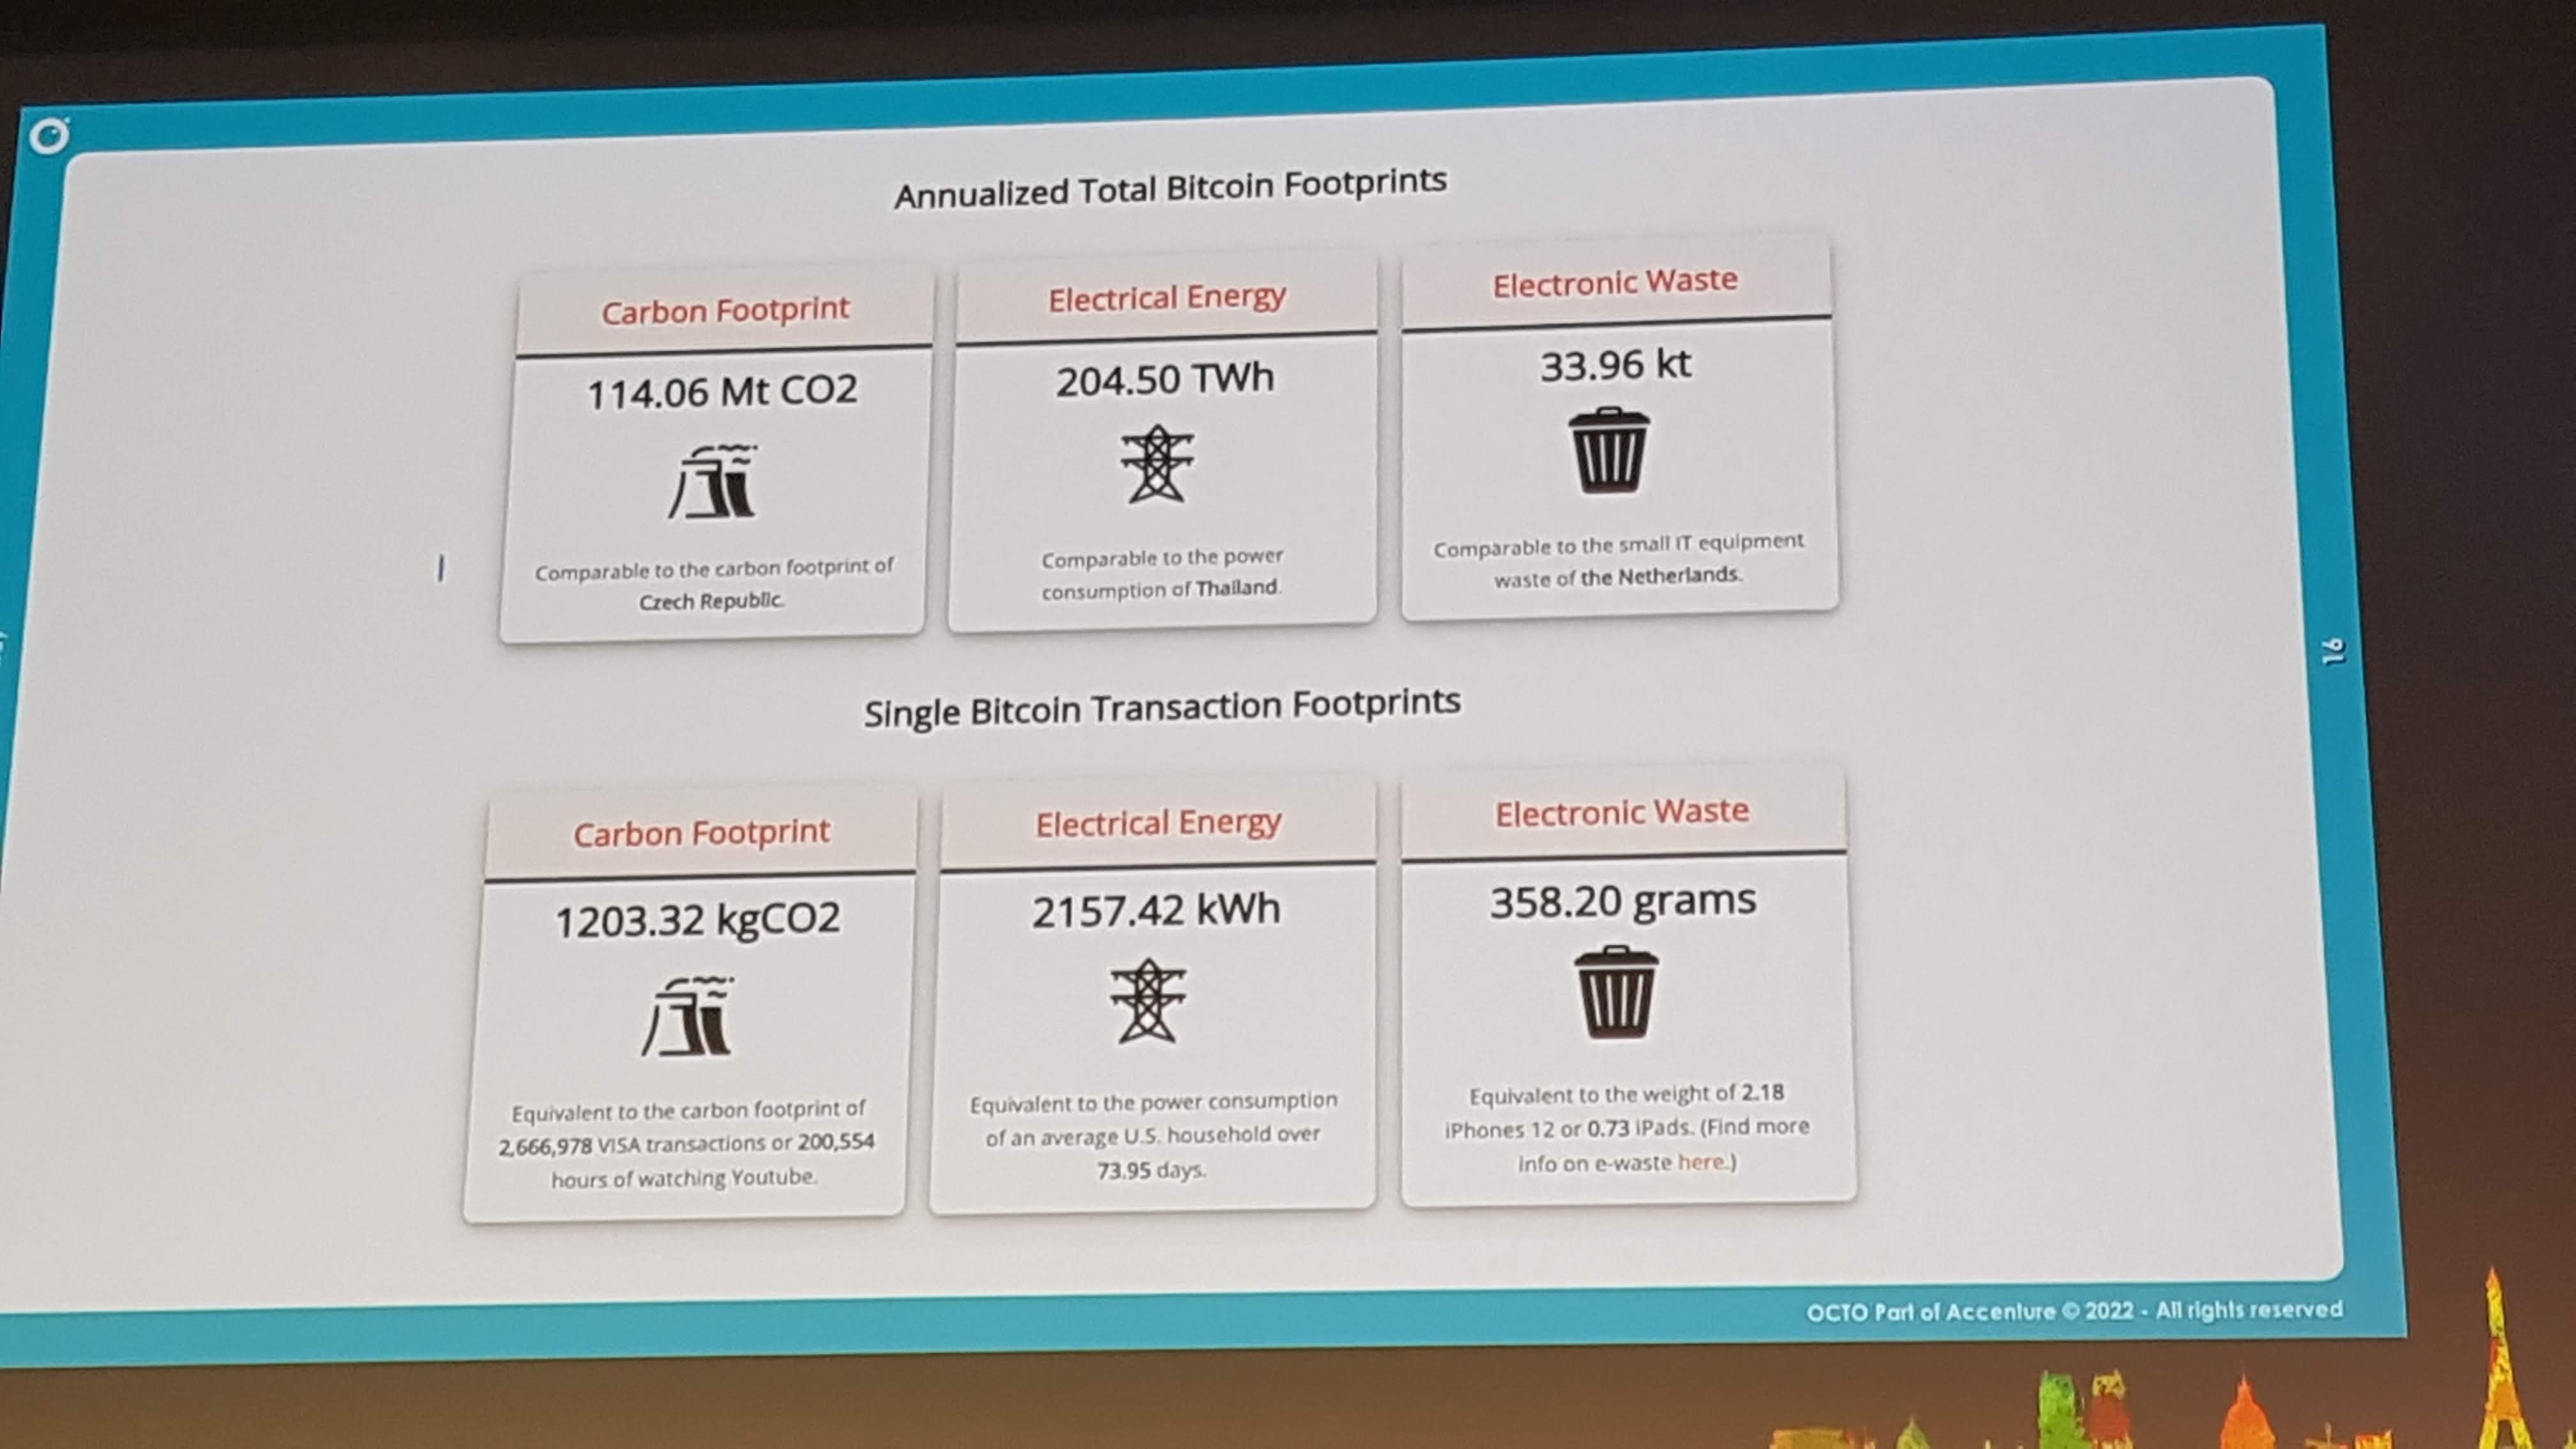 Annualized Total Bitcoin Footprints
Carbon Footprint
114.06 Mt CO2
Comparable to the carbon footprint of
Czech Republic.
Electrical Energy
204.50 TWh
Comparable to the power
consumption of Thailand.
Electronic Waste
33.96 kt
Comparable to the small IT equipment
waste of the Netherlands.
Single Bitcoin Transaction Footprints
Carbon Footprint
1203.32 kgCO2
Equivalent to the carbon footprint of
2,666,978 VISA transactions or 200,554
hours of watching Youtube.
Electrical Energy
2157.42 kWh
Equivalent to the power consumption
of an average U.S. household over
73.95 days.
Electronic Waste
358.20 grams
Equivalent to the weight of 2.18
iPhones 12 or 0.73 iPads. (Find more
info on e-waste here.)
16
OCTO Part of Accenture © 2022 - All rights reserved